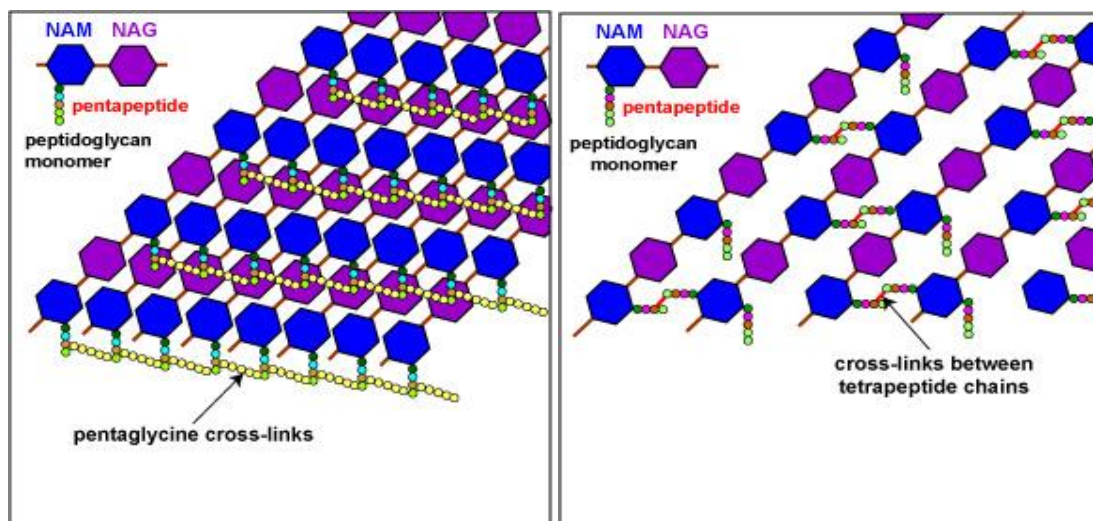 NAM NAG
pentapeptide
peptidoglycan
monomer
pentaglycine cross-links
NAM NAG
pentapeptide
peptidoglycan
monomer
cross-links between
tetrapeptide chains